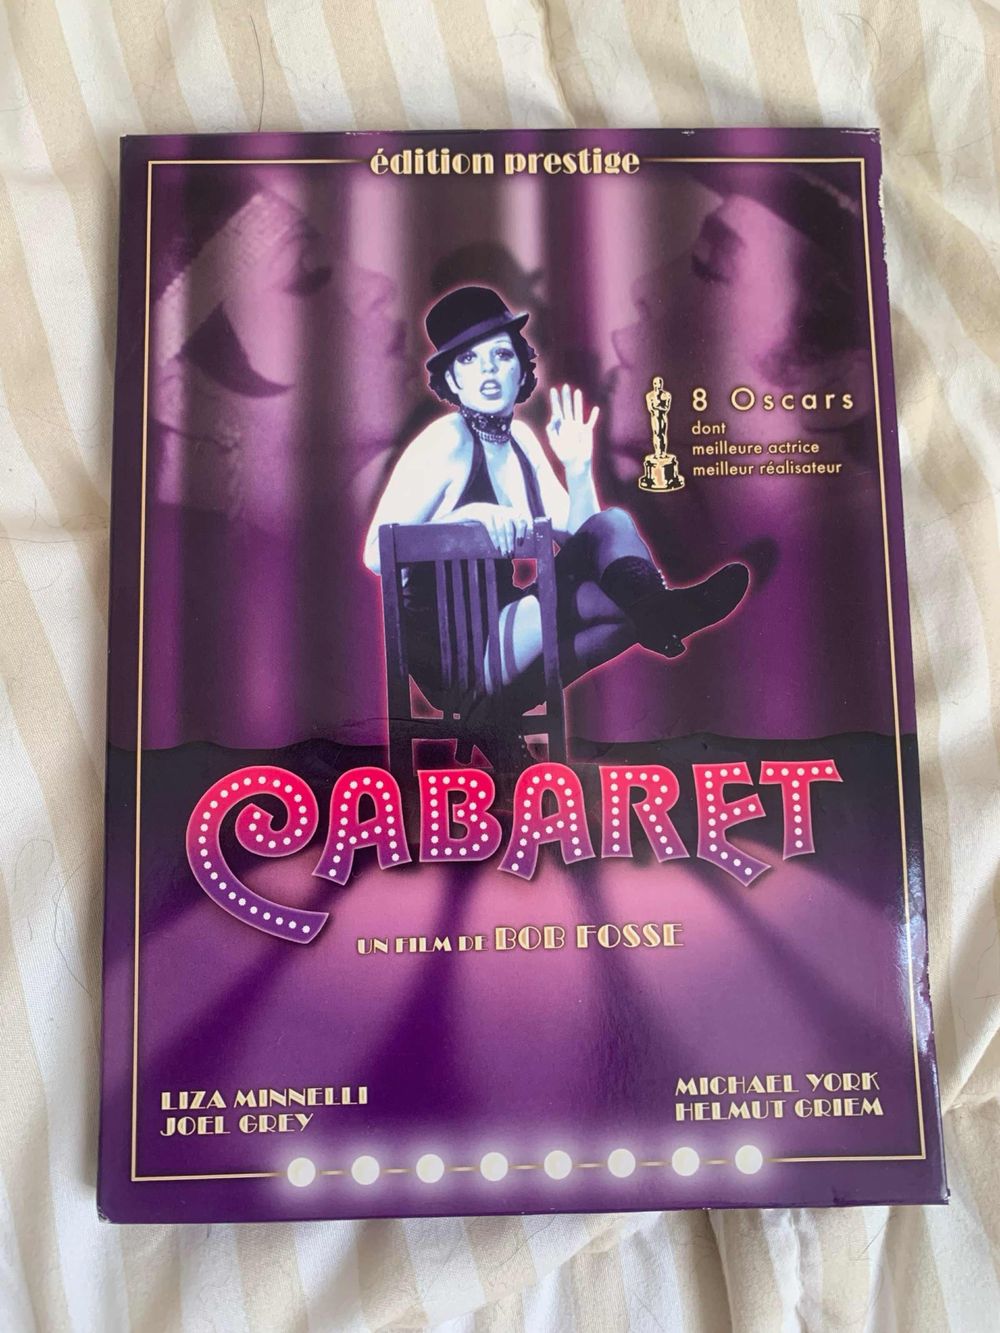 édition prestige
8 Oscars
dont
meilleure actrice
meilleur réalisateur
CABARET
UN FILM DE BOB FOSSE
LIZA MINNELLI
JOEL GREY
MICHAEL YORK
HELMUT GRIEM